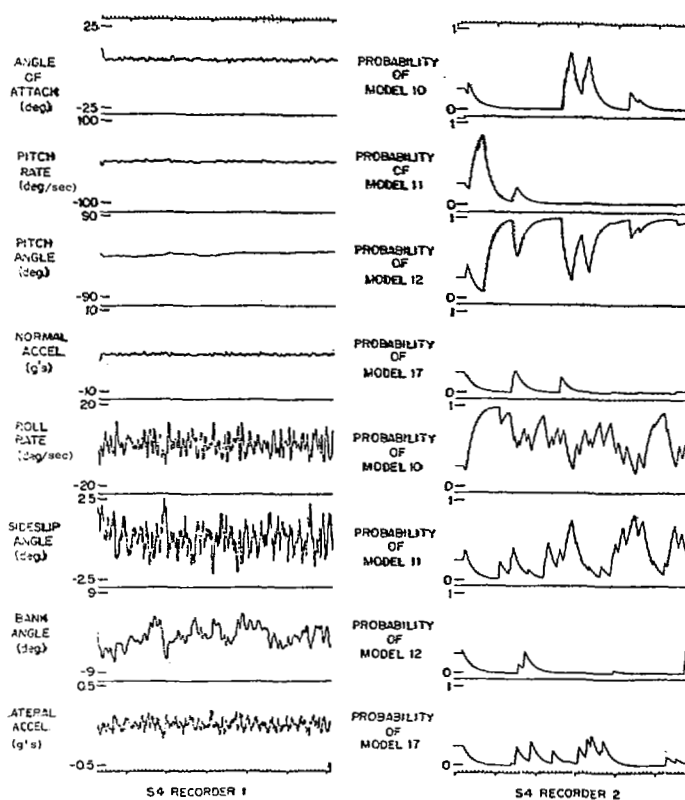 25
ANGLE
OF
ATTACK
(deg.)
-25
100
PITCH
RATE
(deg/sec)
-100
90
PITCH
ANGLE
(deg.)
-90
10
NORMAL
ACCEL.
(g's)
-10
20
ROLL
RATE
(deg/sec)
-20
2.5
SIDESLIP
ANGLE
(deg.)
-2.5
9
BANK
ANGLE
(deg.)
-9
0.5
LATERAL
ACCEL.
(g's)
-0.5
S4 RECORDER 1
1
PROBABILITY
OF
MODEL 10
0
1
PROBABILITY
OF
MODEL 11
0
1
PROBABILITY
OF
MODEL 12
0
1
PROBABILITY
OF
MODEL 17
0
1
PROBABILITY
OF
MODEL 10
0
1
PROBABILITY
OF
MODEL 11
0
1
PROBABILITY
OF
MODEL 12
0
1
PROBABILITY
OF
MODEL 17
0
S4 RECORDER 2